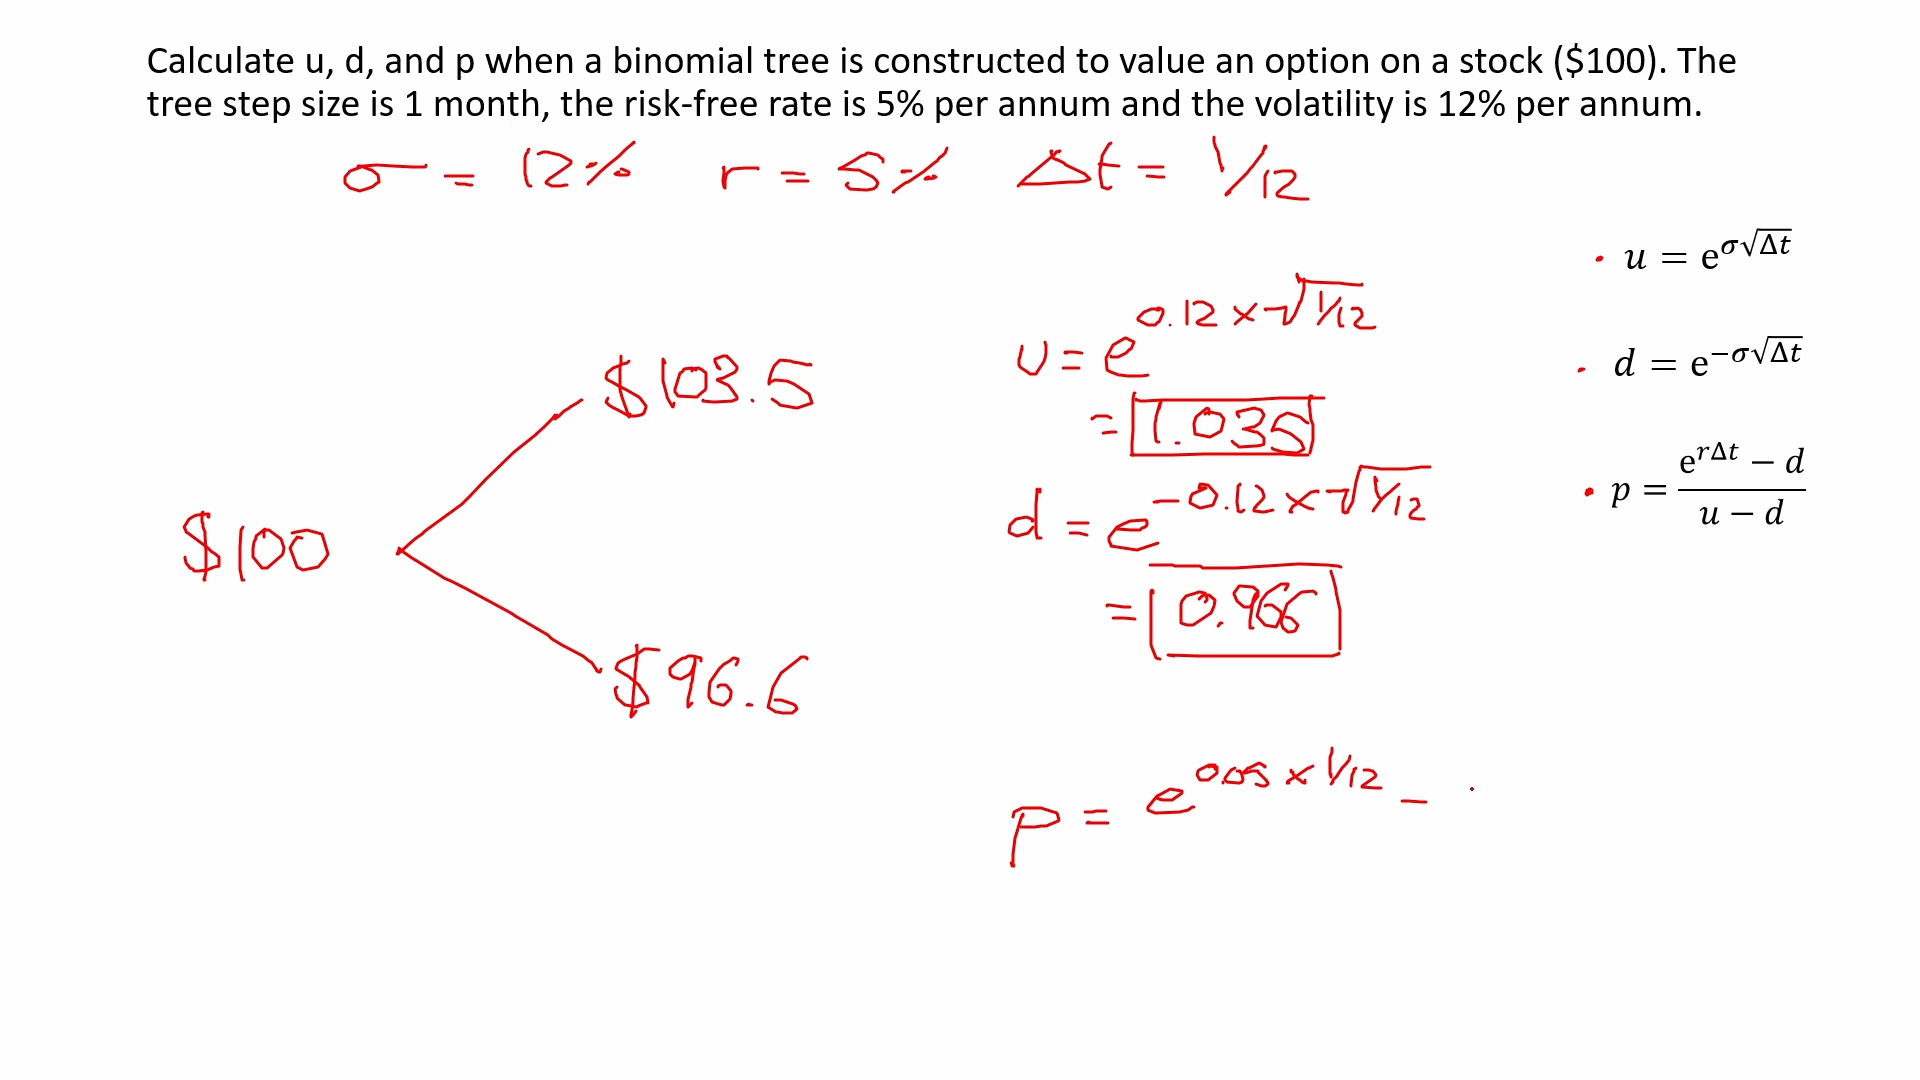 Calculate u, d, and p when a binomial tree is constructed to value an option on a stock ($100). The
tree step size is 1 month, the risk-free rate is 5% per annum and the volatility is 12% per annum.
σ = 12% r = 5% Δt = 1/12
• u = e^{σ√Δt}
u = e^{0.12 × √1/12}
= 1.035
• d = e^{−σ√Δt}
$103.5
d = e^{−0.12 × √1/12}
= 0.966
• p = (e^{rΔt} − d)/(u − d)
$100
$96.6
p = e^{0.05 × 1/12} −